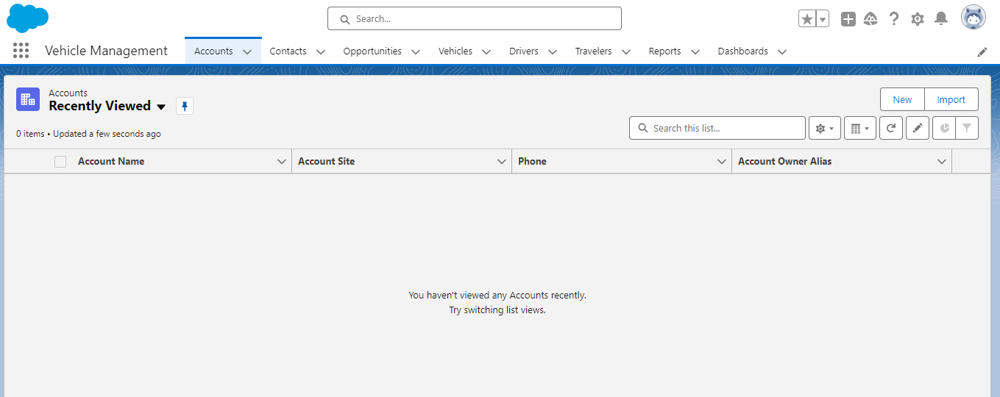 Search...
Vehicle Management Accounts Contacts Opportunities Vehicles Drivers Travelers Reports Dashboards
Accounts
Recently Viewed
New Import
0 items • Updated a few seconds ago
Search this list...
Account Name Account Site Phone Account Owner Alias
You haven't viewed any Accounts recently.
Try switching list views.